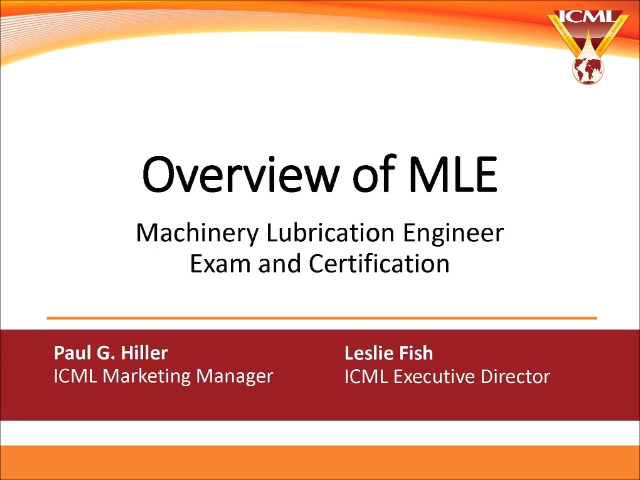 ICML
Overview of MLE
Machinery Lubrication Engineer
Exam and Certification
Paul G. Hiller
ICML Marketing Manager
Leslie Fish
ICML Executive Director